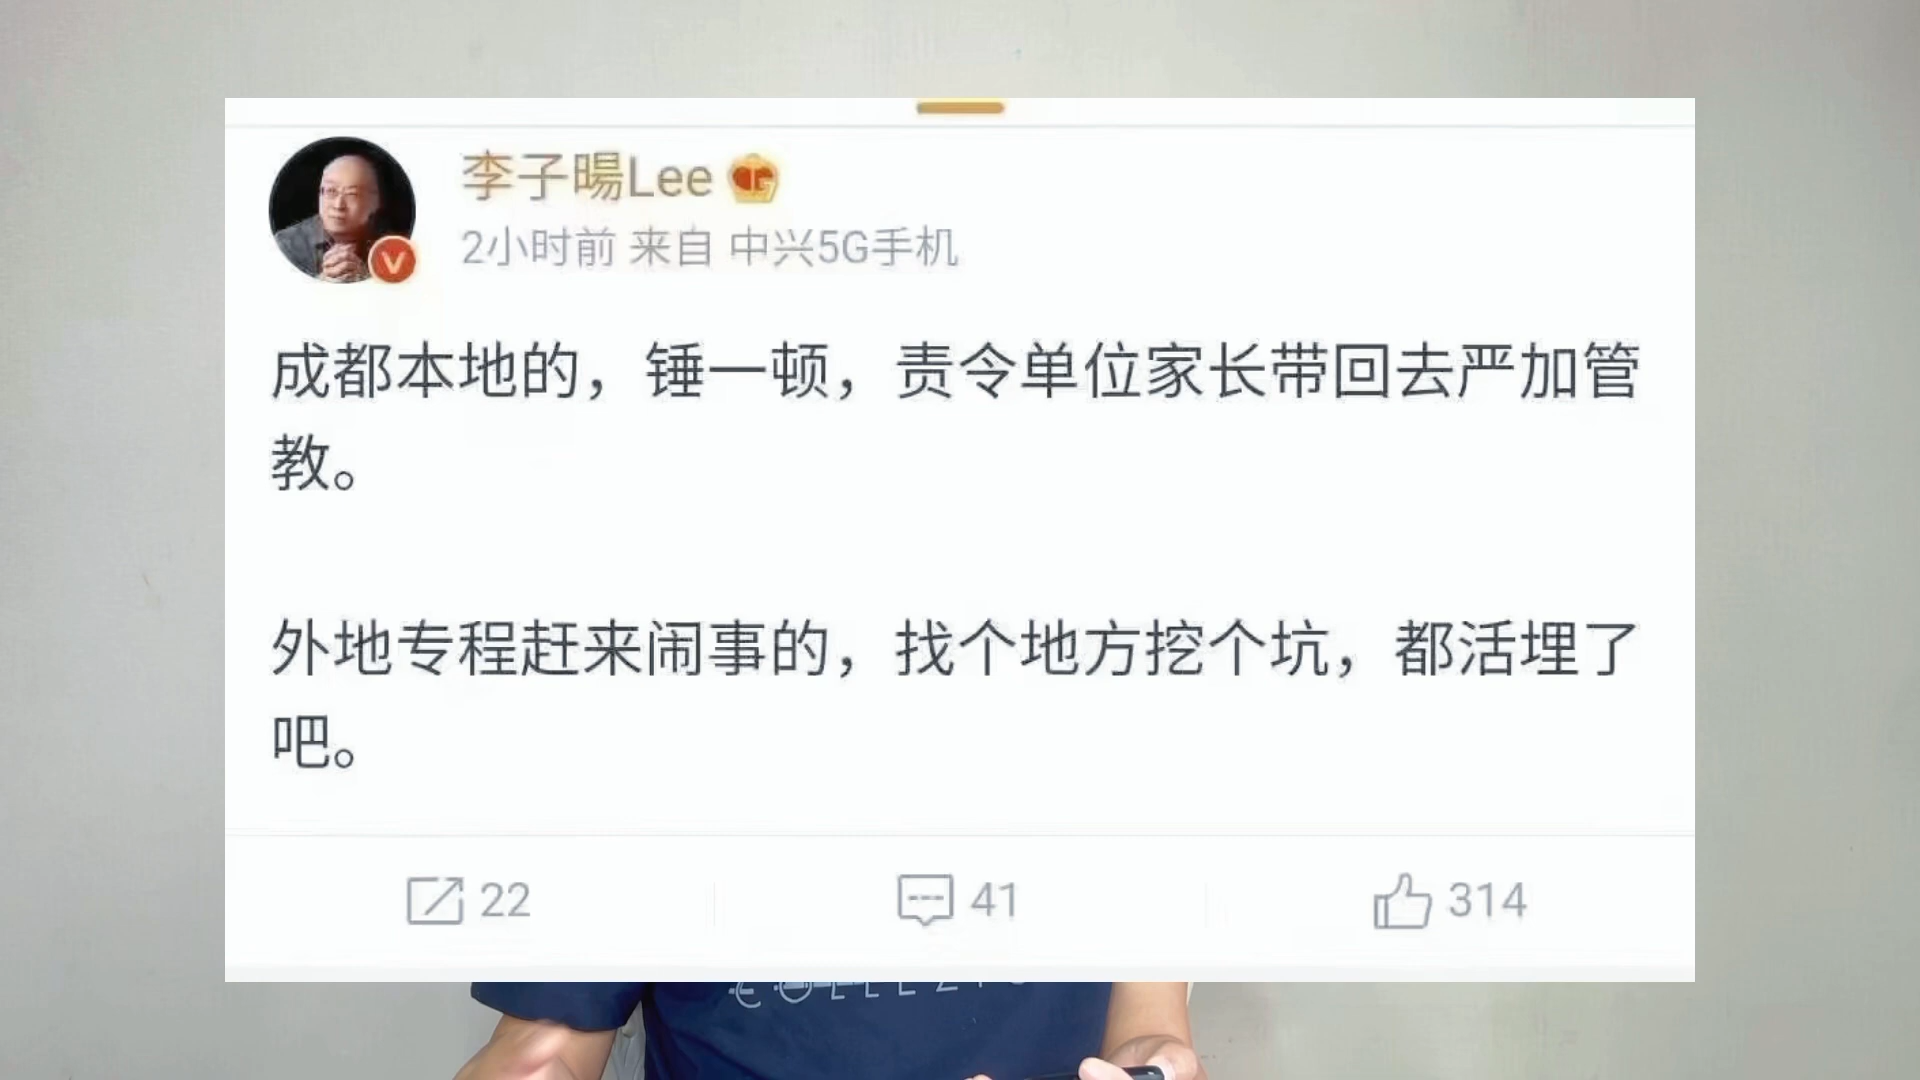 李子暘Lee
2小时前 来自 中兴5G手机
成都本地的，锤一顿，责令单位家长带回去严加管
教。
外地专程赶来闹事的，找个地方挖个坑，都活埋了
吧。
22
41
314